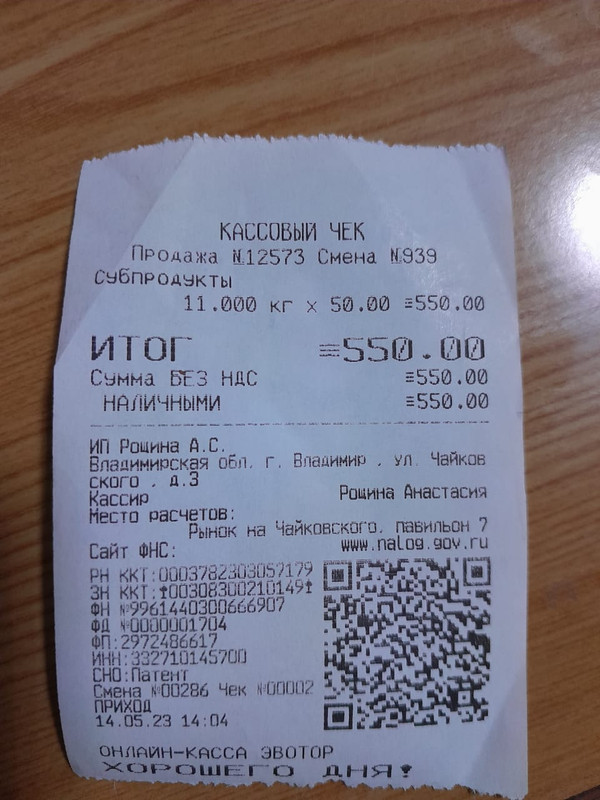 КАССОВЫЙ ЧЕК
Продажа №12573 Смена №939
СУБПРОДУКТЫ
11.000 кг x 50.00 ≡550.00
ИТОГ ≡550.00
Сумма БЕЗ НДС ≡550.00
НАЛИЧНЫМИ ≡550.00
ИП Рощина А.С.
Владимирская обл. г. Владимир , ул. Чайков
ского , д.3
Кассир Рощина Анастасия
Место расчетов:
Рынок на Чайковского, павильон 7
Сайт ФНС: www.nalog.gov.ru
РН ККТ:0003782303057179
ЗН ККТ:↟00308300210149↟
ФН №9961440300666907
ФД №0000001704
ФП:2972486617
ИНН:332710145700
СНО:Патент
Смена №00286 Чек №00002
ПРИХОД
14.05.23 14:04
ОНЛАЙН-КАССА ЭВОТОР
ХОРОШЕГО ДНЯ!